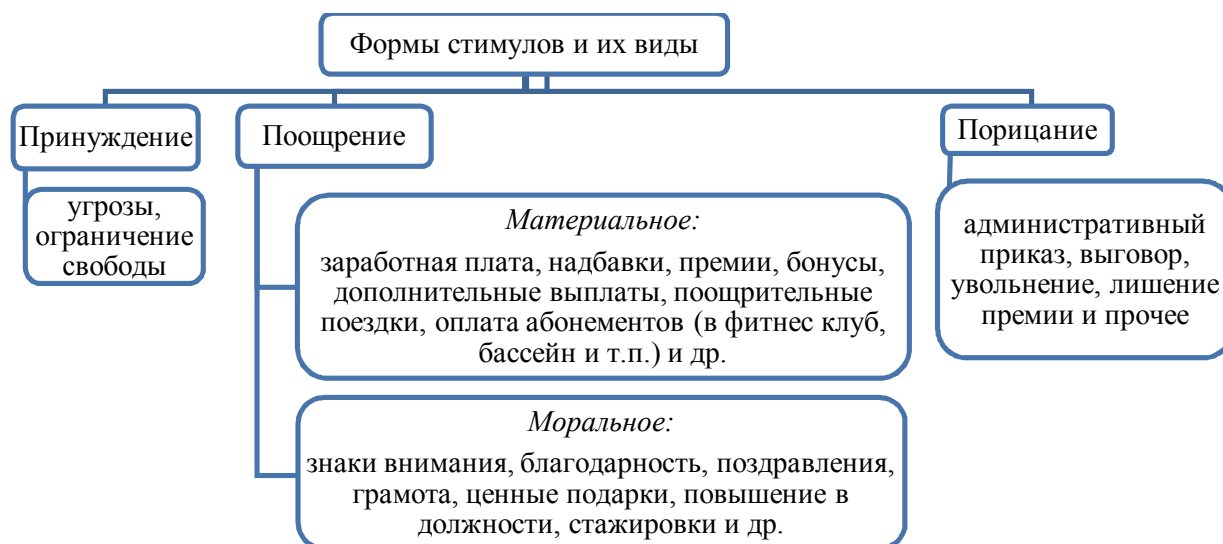 Формы стимулов и их виды
Принуждение
Поощрение
Порицание
угрозы,
ограничение
свободы
Материальное:
заработная плата, надбавки, премии, бонусы,
дополнительные выплаты, поощрительные
поездки, оплата абонементов (в фитнес клуб,
бассейн и т.п.) и др.
административный
приказ, выговор,
увольнение, лишение
премии и прочее
Моральное:
знаки внимания, благодарность, поздравления,
грамота, ценные подарки, повышение в
должности, стажировки и др.